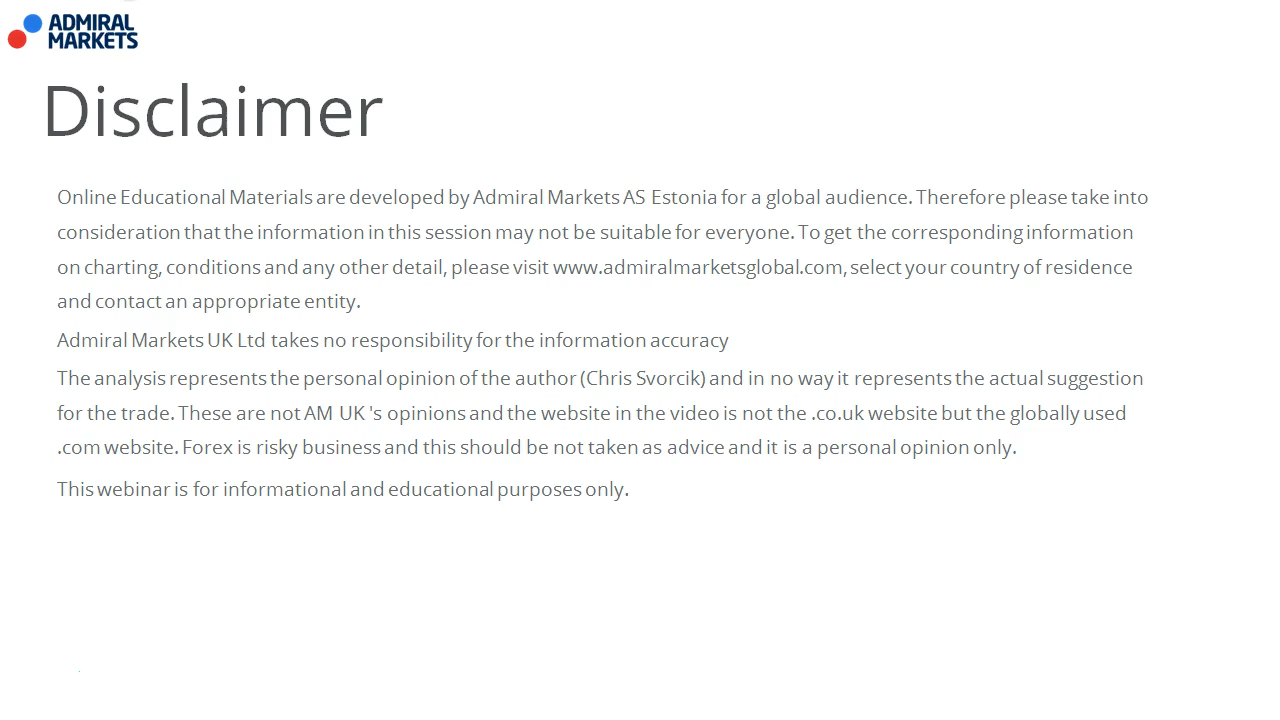 ADMIRAL
MARKETS
Disclaimer
Online Educational Materials are developed by Admiral Markets AS Estonia for a global audience. Therefore please take into
consideration that the information in this session may not be suitable for everyone. To get the corresponding information
on charting, conditions and any other detail, please visit www.admiralmarketsglobal.com, select your country of residence
and contact an appropriate entity.
Admiral Markets UK Ltd takes no responsibility for the information accuracy
The analysis represents the personal opinion of the author (Chris Svorcik) and in no way it represents the actual suggestion
for the trade. These are not AM UK 's opinions and the website in the video is not the .co.uk website but the globally used
.com website. Forex is risky business and this should be not taken as advice and it is a personal opinion only.
This webinar is for informational and educational purposes only.